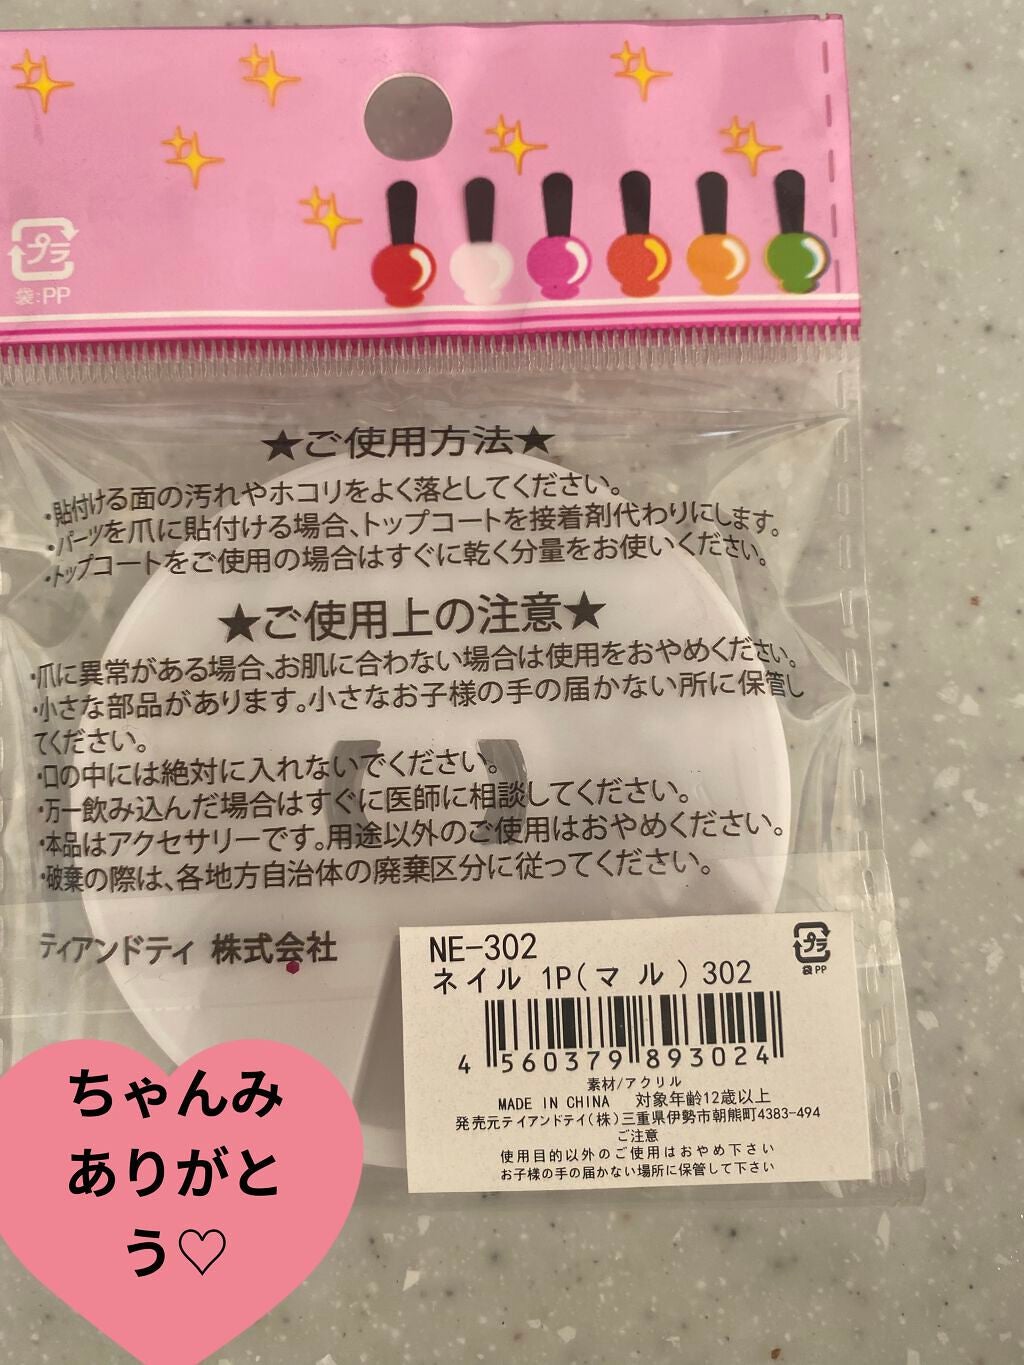 プラ
袋:PP
★ご使用方法★
・貼付ける面の汚れやホコリをよく落としてください。
・パーツを爪に貼付ける場合、トップコートを接着剤代わりにします。
・トップコートをご使用の場合はすぐに乾く分量をお使いください。
★ご使用上の注意★
・爪に異常がある場合、お肌に合わない場合は使用をおやめください。
・小さな部品があります。小さなお子様の手の届かない所に保管し
てください。
・口の中には絶対に入れないでください。
・万一飲み込んだ場合はすぐに医師に相談してください。
・本品はアクセサリーです。用途以外のご使用はおやめください。
・破棄の際は、各地方自治体の廃棄区分に従ってください。
ティアンドティ 株式会社
NE-302
ネイル 1P(マル)302
プラ
袋PP
4 560379 893024
素材/アクリル
MADE IN CHINA 対象年齢12歳以上
発売元テイアンドテイ(株)三重県伊勢市朝熊町4383-494
ご注意
使用目的以外のご使用はおやめ下さい
お子様の手の届かない場所に保管して下さい
ちゃんみ
ありがと
う♡